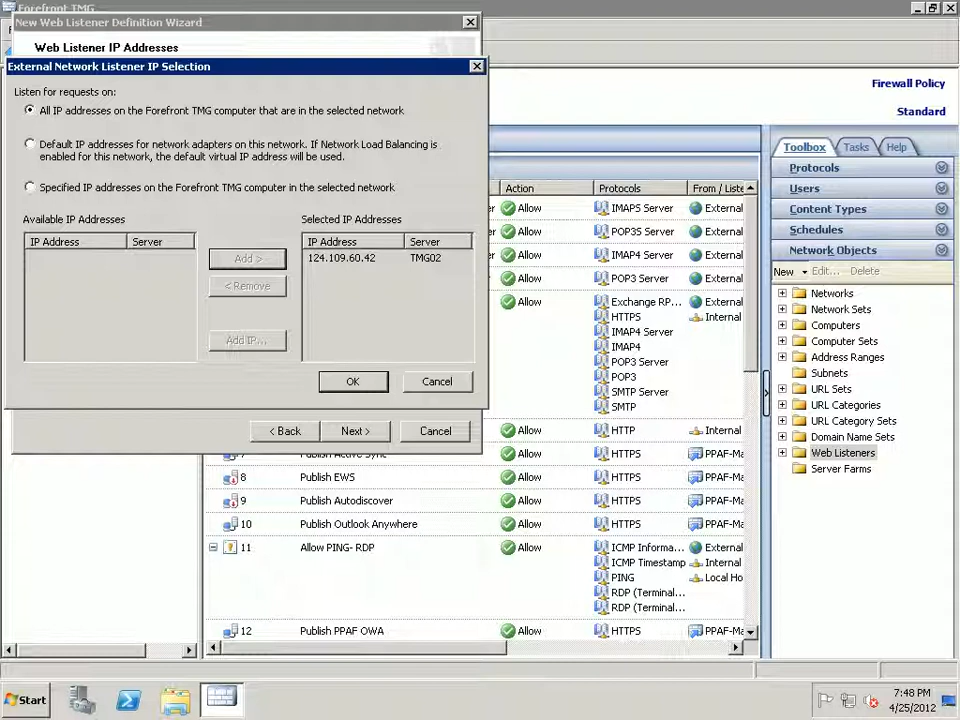 Forefront TMG
New Web Listener Definition Wizard
Web Listener IP Addresses
External Network Listener IP Selection
Listen for requests on:
All IP addresses on the Forefront TMG computer that are in the selected network
Default IP addresses for network adapters on this network. If Network Load Balancing is
enabled for this network, the default virtual IP address will be used.
Specified IP addresses on the Forefront TMG computer in the selected network
Available IP Addresses
Selected IP Addresses
IP Address Server
IP Address Server
124.109.60.42 TMG02
Add >
< Remove
Add IP...
OK Cancel
< Back Next > Cancel
Firewall Policy
Standard
Action Protocols From / Liste
Allow IMAPS Server External
Allow POP3S Server External
Allow IMAP4 Server External
Allow POP3 Server External
Allow Exchange RP... External
HTTPS Internal
IMAP4 Server
IMAP4
POP3 Server
POP3
SMTP Server
SMTP
Allow HTTP Internal
7 Publish Active Sync Allow HTTPS PPAF-Ma
8 Publish EWS Allow HTTPS PPAF-Ma
9 Publish Autodiscover Allow HTTPS PPAF-Ma
10 Publish Outlook Anywhere Allow HTTPS PPAF-Ma
11 Allow PING- RDP Allow ICMP Informa... External
ICMP Timestamp Internal
PING Local Ho
RDP (Terminal...
RDP (Terminal...
12 Publish PPAF OWA Allow HTTPS PPAF-Ma
Toolbox Tasks Help
Protocols
Users
Content Types
Schedules
Network Objects
New Edit... Delete
Networks
Network Sets
Computers
Computer Sets
Address Ranges
Subnets
URL Sets
URL Categories
URL Category Sets
Domain Name Sets
Web Listeners
Server Farms
Start
7:48 PM
4/25/2012